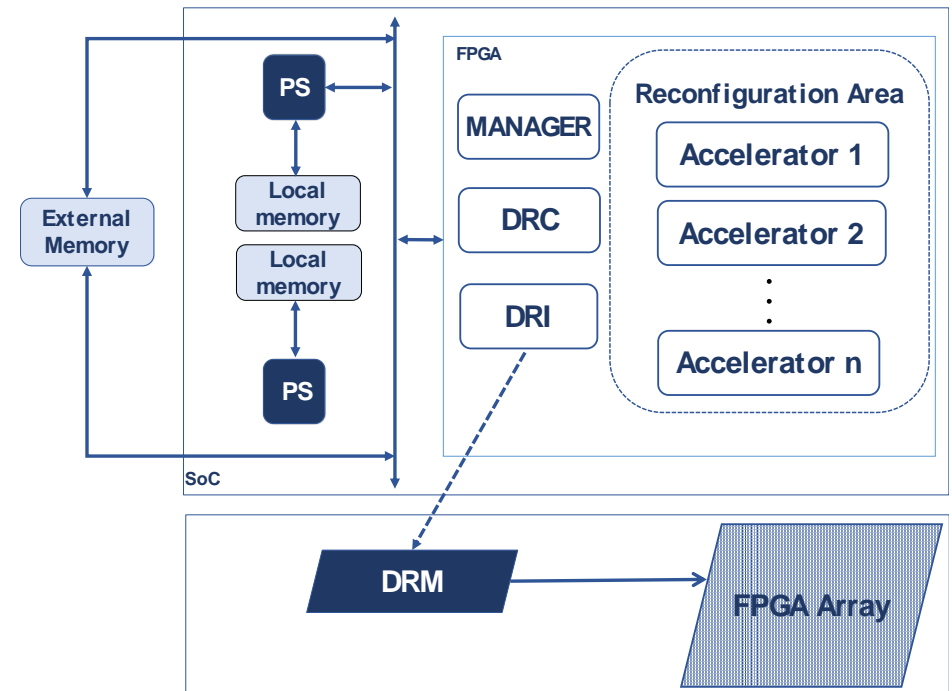 FPGA
PS
Reconfiguration Area
MANAGER
Accelerator 1
Local
memory
External
Memory
DRC
Accelerator 2
Local
memory
DRI
Accelerator n
PS
SoC
DRM
FPGA Array